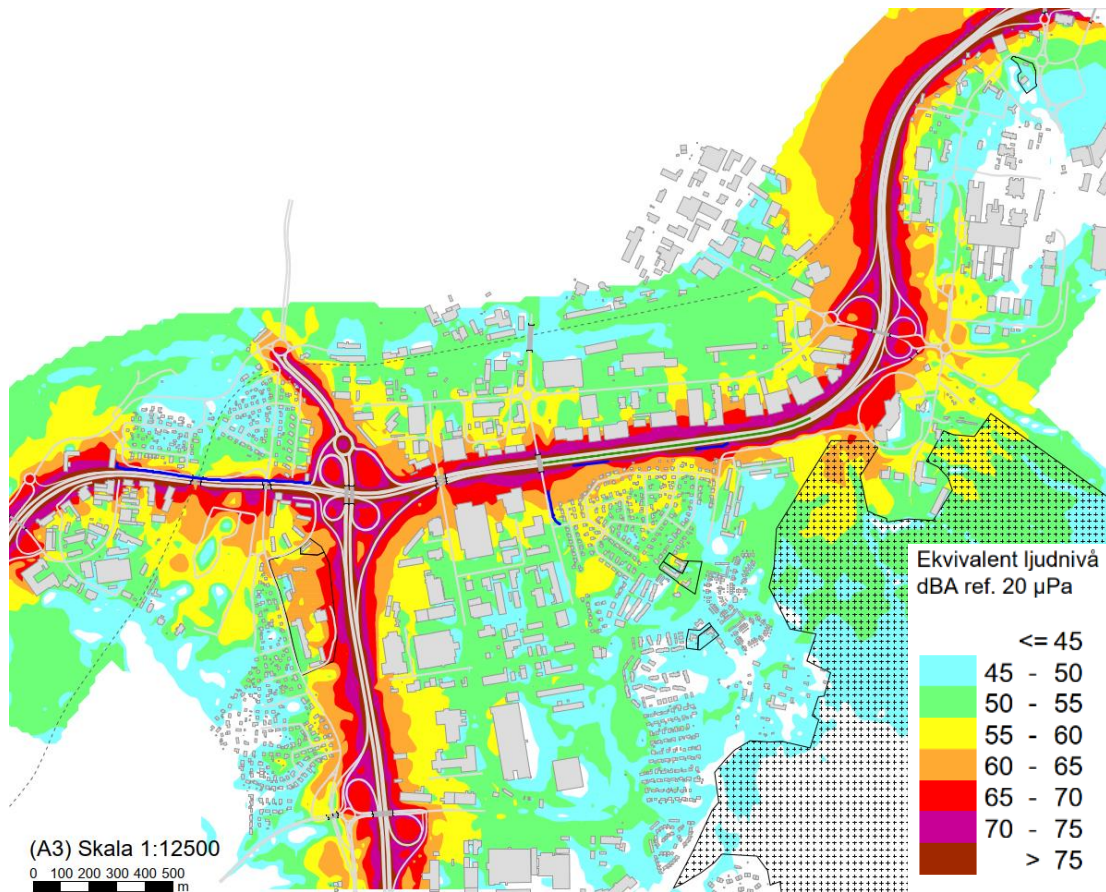 Ekvivalent ljudnivå
dBA ref. 20 µPa
<= 45
45 - 50
50 - 55
55 - 60
60 - 65
65 - 70
70 - 75
> 75
(A3) Skala 1:12500
0 100 200 300 400 500
m